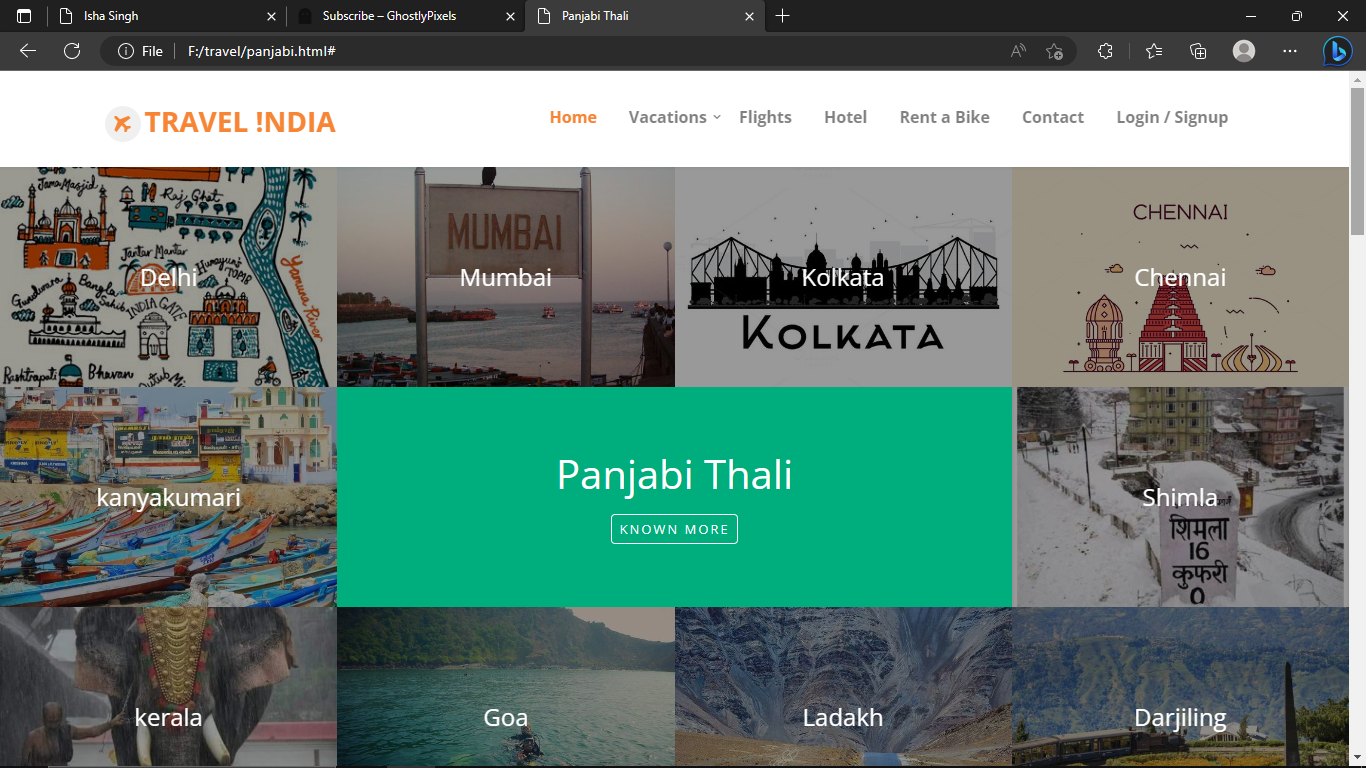 Isha Singh
Subscribe – GhostlyPixels
Panjabi Thali
File
F:/travel/panjabi.html#
TRAVEL !NDIA
Home
Vacations
Flights
Hotel
Rent a Bike
Contact
Login / Signup
Jama Masjid
Raj Ghat
Jantar Mantar
Humayun's
TOMB
Gurudwara
Bangla
Sahib
INDIA GATE
Yamuna River
Rashtrapati
Bhavan
Delhi
MUMBAI
Mumbai
Kolkata
KOLKATA
CHENNAI
Chennai
kanyakumari
Panjabi Thali
KNOWN MORE
Shimla
शिमला
16
कुफरी
0
kerala
Goa
Ladakh
Darjiling